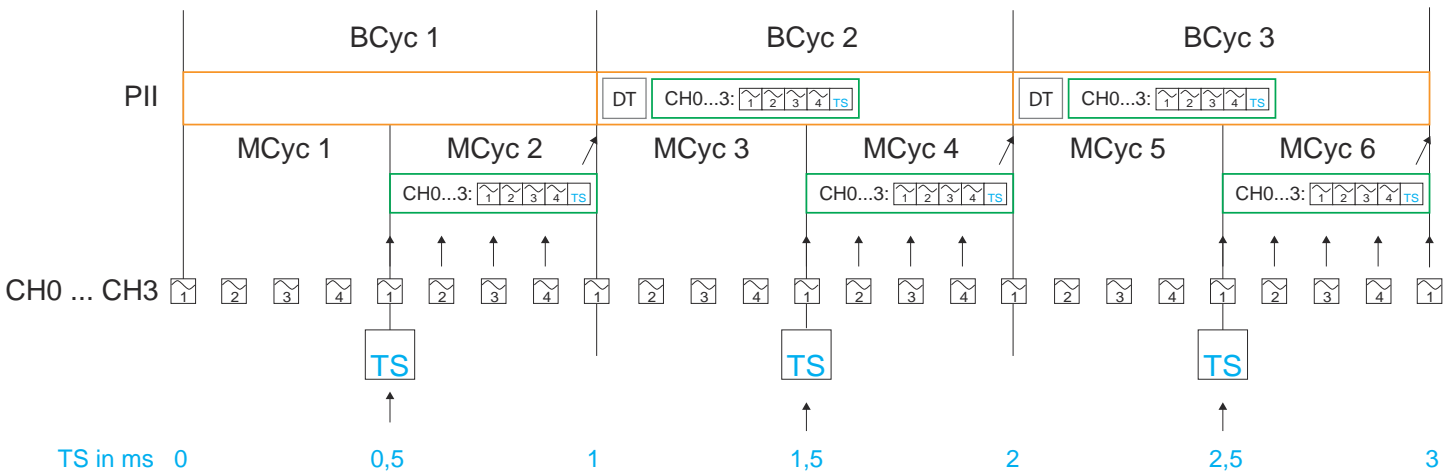 BCyc 1 BCyc 2 BCyc 3
PII DT CH0...3: 1 2 3 4 TS DT CH0...3: 1 2 3 4 TS
MCyc 1 MCyc 2 MCyc 3 MCyc 4 MCyc 5 MCyc 6
CH0...3: 1 2 3 4 TS CH0...3: 1 2 3 4 TS CH0...3: 1 2 3 4 TS
CH0 ... CH3 1 2 3 4 1 2 3 4 1 2 3 4 1 2 3 4 1 2 3 4 1 2 3 4 1
TS TS TS
TS in ms 0 0,5 1 1,5 2 2,5 3